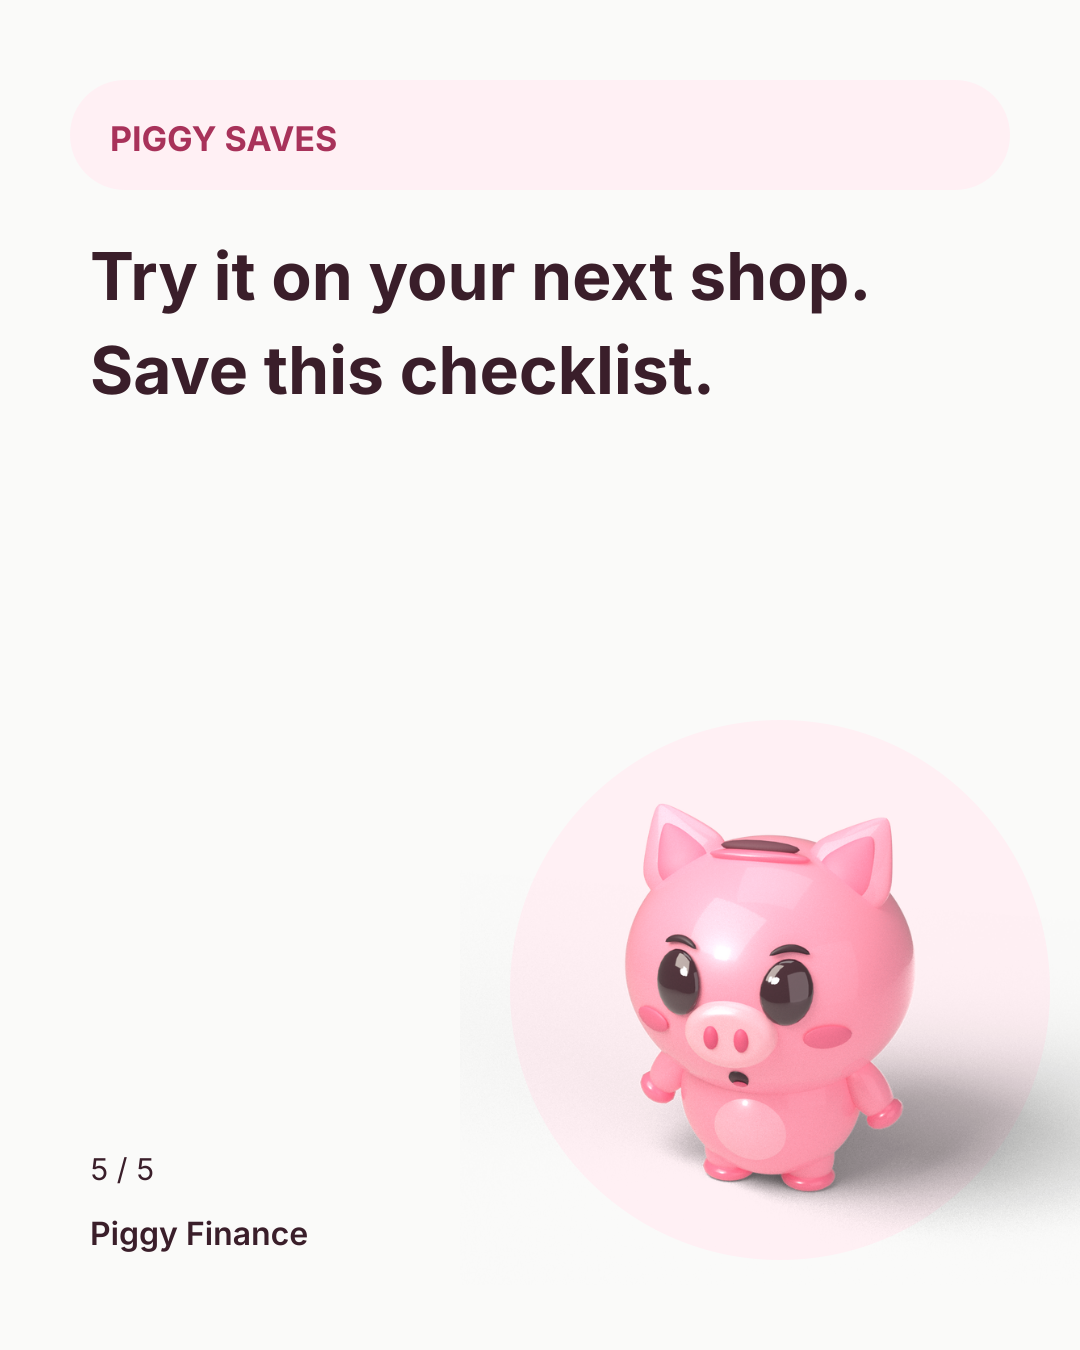 PIGGY SAVES
Try it on your next shop.
Save this checklist.
5 / 5
Piggy Finance